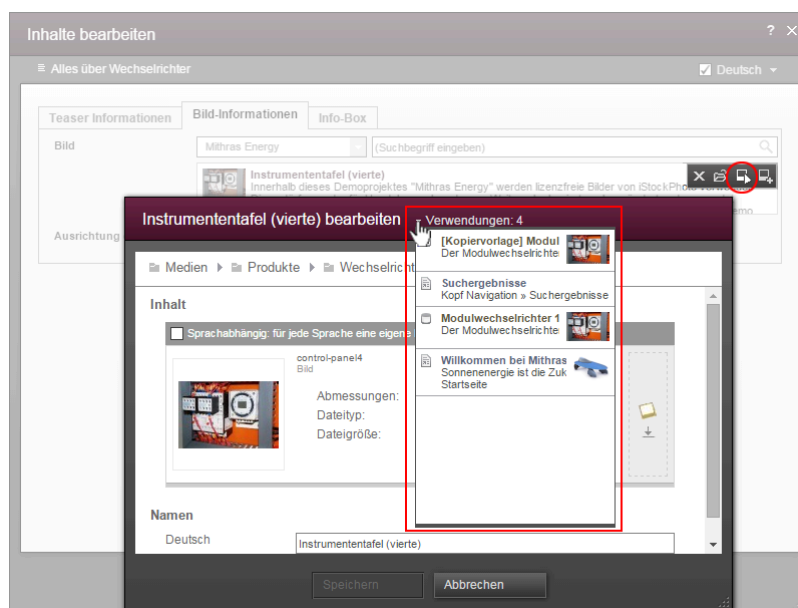 Inhalte bearbeiten
?
Alles über Wechselrichter
Deutsch
Teaser Informationen
Bild-Informationen
Info-Box
Bild
Mithras Energy
(Suchbegriff eingeben)
Instrumententafel (vierte)
Innerhalb dieses Demoprojektes "Mithras Energy" werden lizenzfreie Bilder von iStockPhoto
Ausrichtung
Instrumententafel (vierte) bearbeiten
Verwendungen: 4
[Kopiervorlage] Modul
Der Modulwechselrichte
Suchergebnisse
Kopf Navigation » Suchergebnisse
Modulwechselrichter 1
Der Modulwechselrichte
Willkommen bei Mithras
Sonnenenergie ist die Zuk
Startseite
Medien
Produkte
Wechselricht
Inhalt
Sprachabhängig: für jede Sprache eine eigene
control-panel4
Bild
Abmessungen:
Dateityp:
Dateigröße:
Namen
Deutsch
Instrumententafel (vierte)
Speichern
Abbrechen